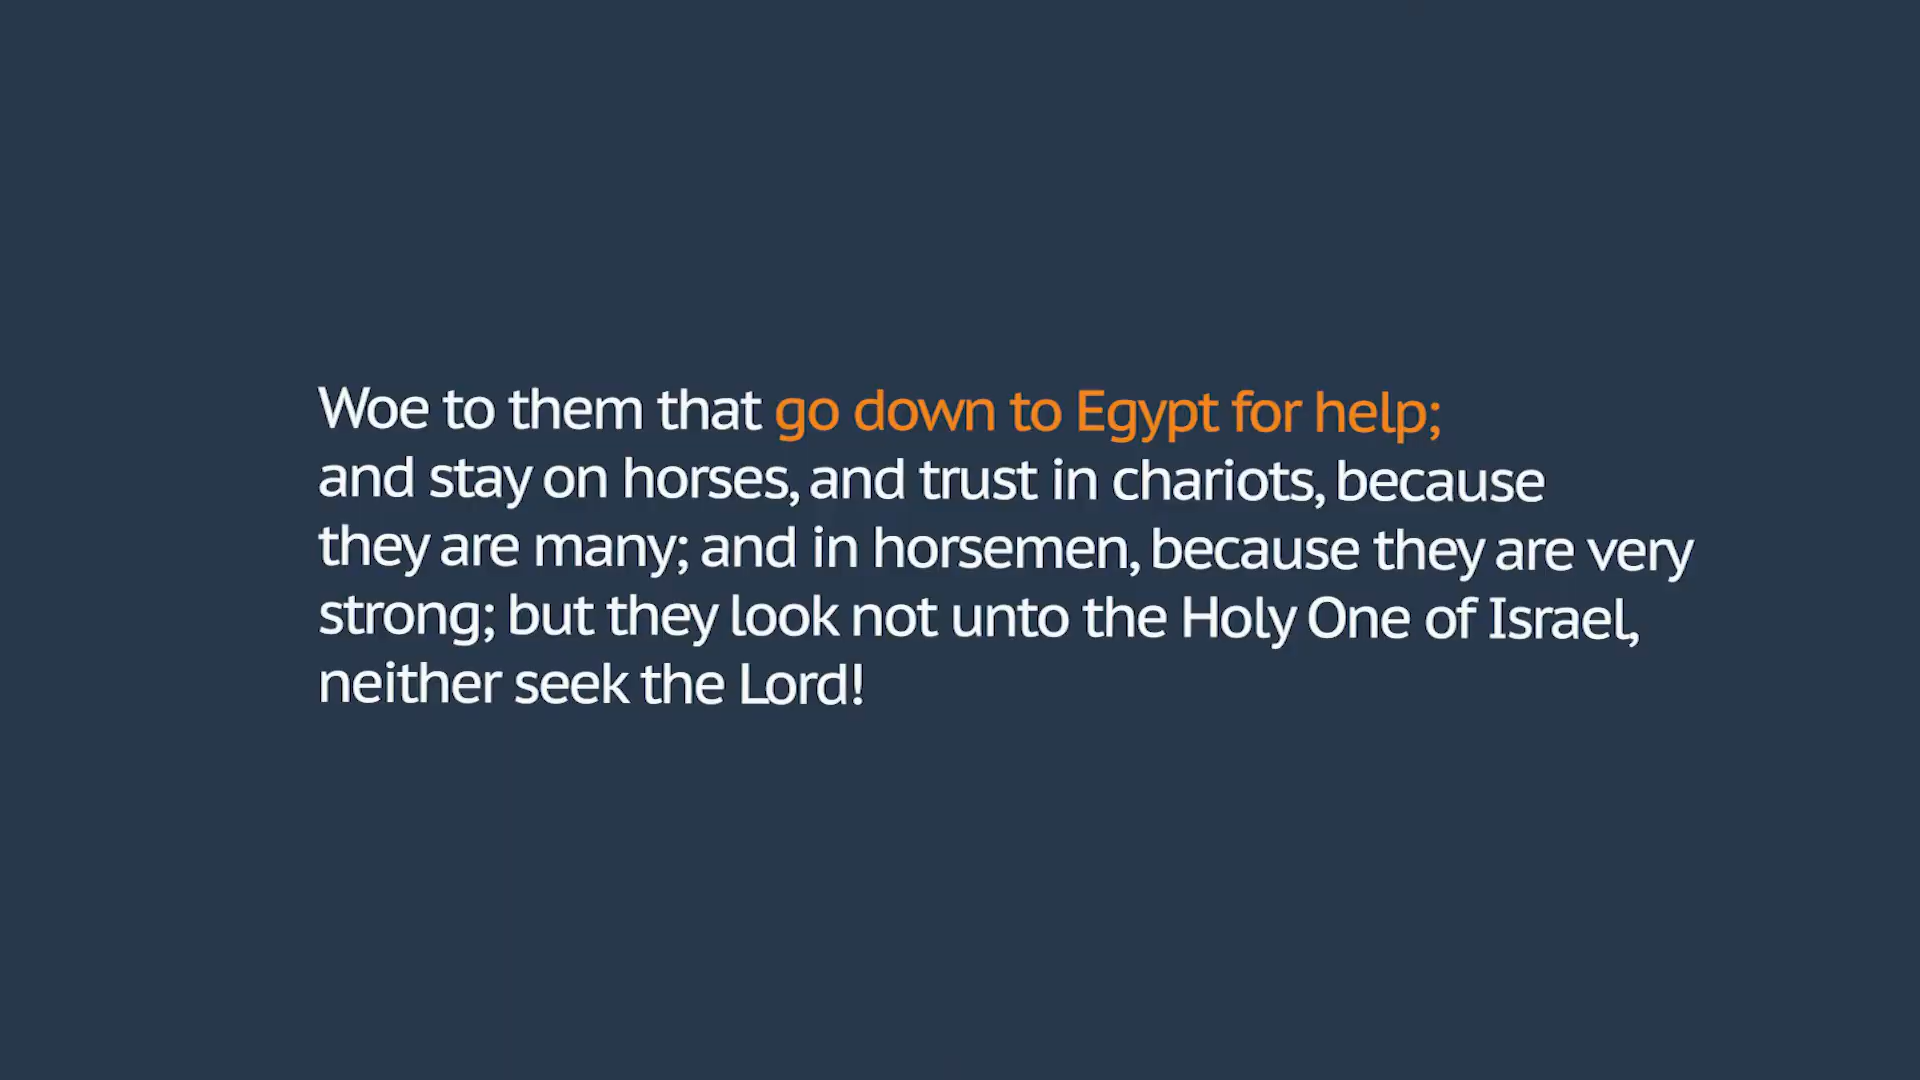 Woe to them that go down to Egypt for help;
and stay on horses, and trust in chariots, because
they are many; and in horsemen, because they are very
strong; but they look not unto the Holy One of Israel,
neither seek the Lord!